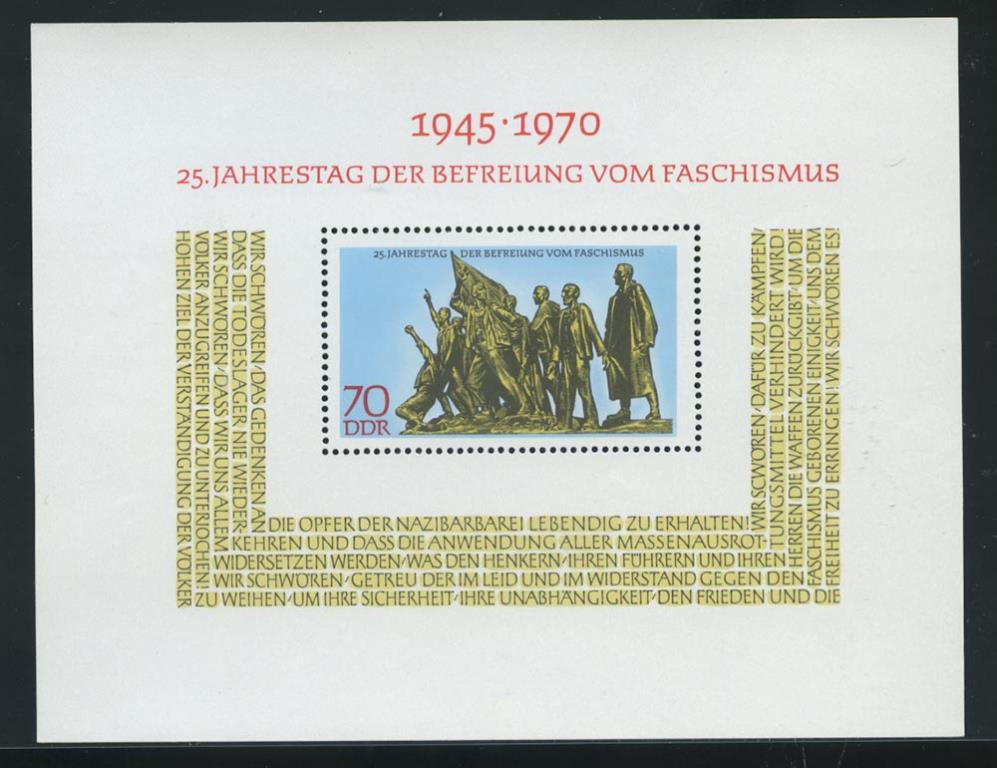 1945·1970
25. JAHRESTAG DER BEFREIUNG VOM FASCHISMUS
25. JAHRESTAG DER BEFREIUNG VOM FASCHISMUS
70
DDR
WIR SCHWÖREN, DAS GEDENKEN AN DIE OPFER DER NAZIBARBAREI LEBENDIG ZU ERHALTEN! WIR SCWÖREN, DAFÜR ZU KÄMPFEN,
DASS DIE TODESLAGER NIE WIEDER-KEHREN UND DASS DIE ANWENDUNG ALLER MASSENAUSROT-TUNGSMITTEL VERHINDERT WIRD!
WIR SCHWÖREN, DASS WIR UNS ALLEM WIDERSETZEN WERDEN, WAS DEN HENKERN, IHREN FÜHRERN UND IHREN HERREN DIE WAFFEN ZURÜCKGIBT, UM DIE
VÖLKER ANZUGREIFEN UND ZU UNTERJOCHEN! WIR SCHWÖREN, GETREU DER IM LEID UND IM WIDERSTAND GEGEN DEN FASCHISMUS GEBORENEN EINIGKEIT, UNS DEM
HOHEN ZIEL DER VERSTÄNDIGUNG DER VÖLKER ZU WEIHEN, UM IHRE SICHERHEIT, IHRE UNABHÄNGIGKEIT, DEN FRIEDEN UND DIE FREIHEIT ZU ERRINGEN! WIR SCHWÖREN ES!